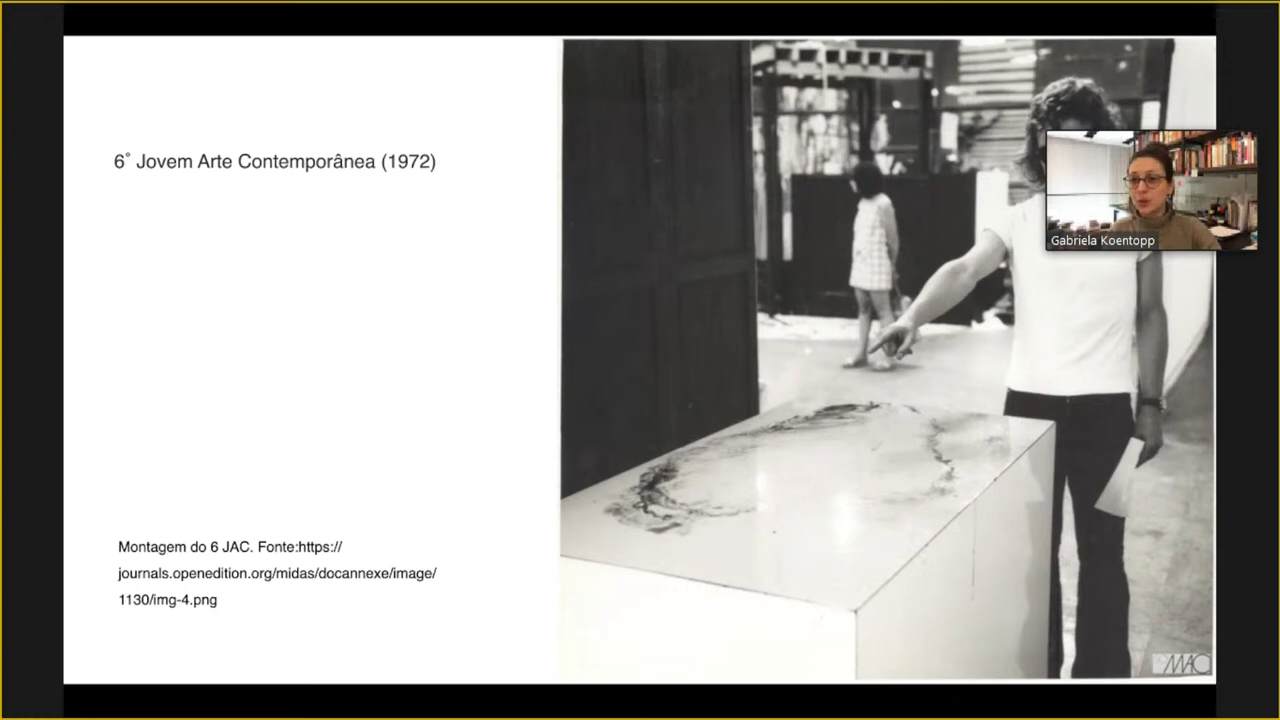 6° Jovem Arte Contemporânea (1972)
Gabriela Koentopp
Montagem do 6 JAC. Fonte:https://
journals.openedition.org/midas/docannexe/image/
1130/img-4.png
MAC